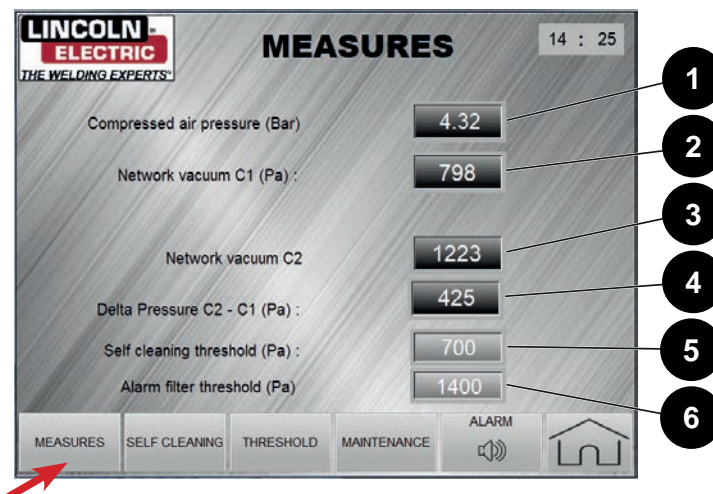 LINCOLN
ELECTRIC
THE WELDING EXPERTS®
MEASURES
14 : 25
Compressed air pressure (Bar)
4.32
1
Network vacuum C1 (Pa) :
798
2
Network vacuum C2
1223
3
Delta Pressure C2 - C1 (Pa) :
425
4
Self cleaning threshold (Pa) :
700
5
Alarm filter threshold (Pa)
1400
6
MEASURES
SELF CLEANING
THRESHOLD
MAINTENANCE
ALARM